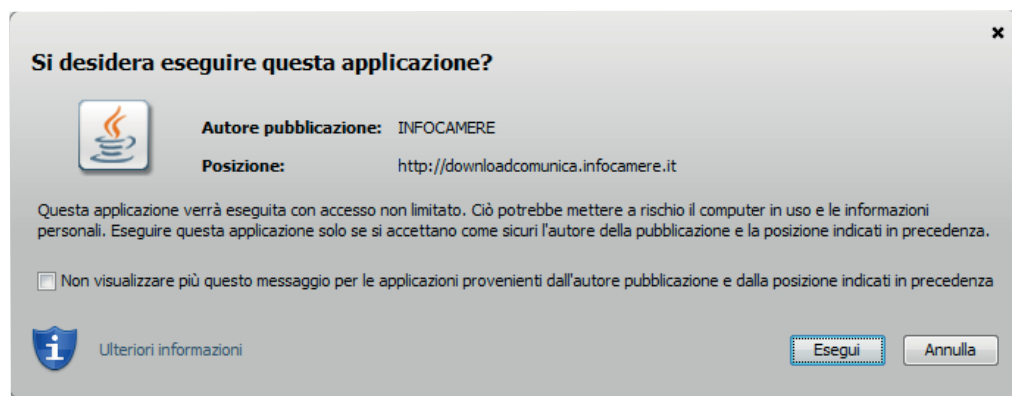 Si desidera eseguire questa applicazione?
Autore pubblicazione: INFOCAMERE
Posizione: http://downloadcomunica.infocamere.it
Questa applicazione verrà eseguita con accesso non limitato. Ciò potrebbe mettere a rischio il computer in uso e le informazioni
personali. Eseguire questa applicazione solo se si accettano come sicuri l'autore della pubblicazione e la posizione indicati in precedenza.
Non visualizzare più questo messaggio per le applicazioni provenienti dall'autore pubblicazione e dalla posizione indicati in precedenza
Ulteriori informazioni
Esegui
Annulla